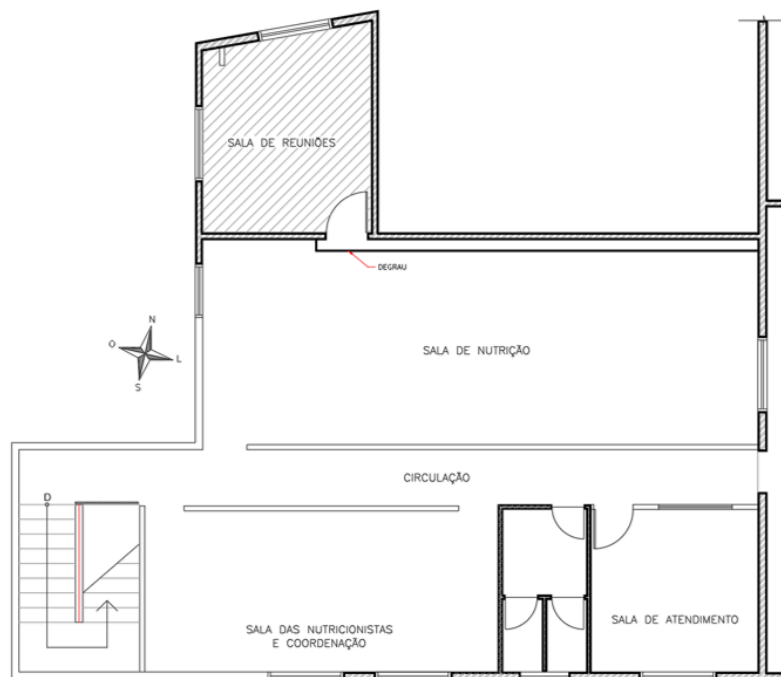 SALA DE REUNIÕES
DEGRAU
N
O
L
S
SALA DE NUTRIÇÃO
CIRCULAÇÃO
D
SALA DAS NUTRICIONISTAS
E COORDENAÇÃO
SALA DE ATENDIMENTO